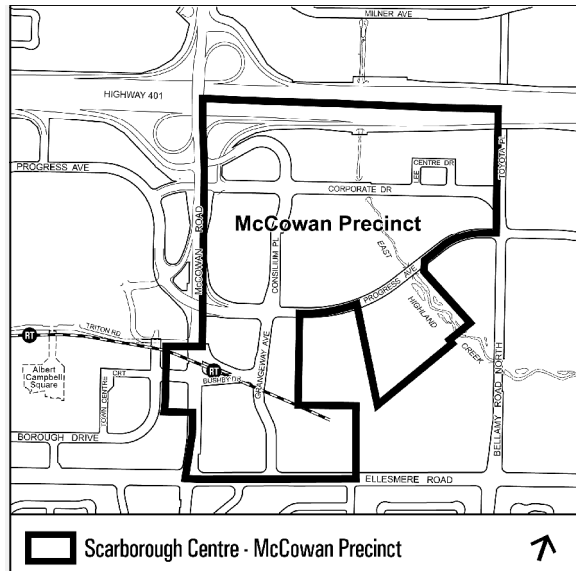 MILNER AVE
HIGHWAY 401
PROGRESS AVE
TOYOTA PL
LEE
CENTRE DR
CORPORATE DR
McCowan Precinct
McCOWAN ROAD
CONSILIUM PL
EAST
HIGHLAND
CREEK
PROGRESS AVE
RT
TRITON RD
Albert
Campbell
Square
TOWN CENTRE
CRT
RT
BUSHBY DR
GRANGEWAY AVE
BELLAMY ROAD NORTH
BOROUGH DRIVE
ELLESMERE ROAD
Scarborough Centre - McCowan Precinct